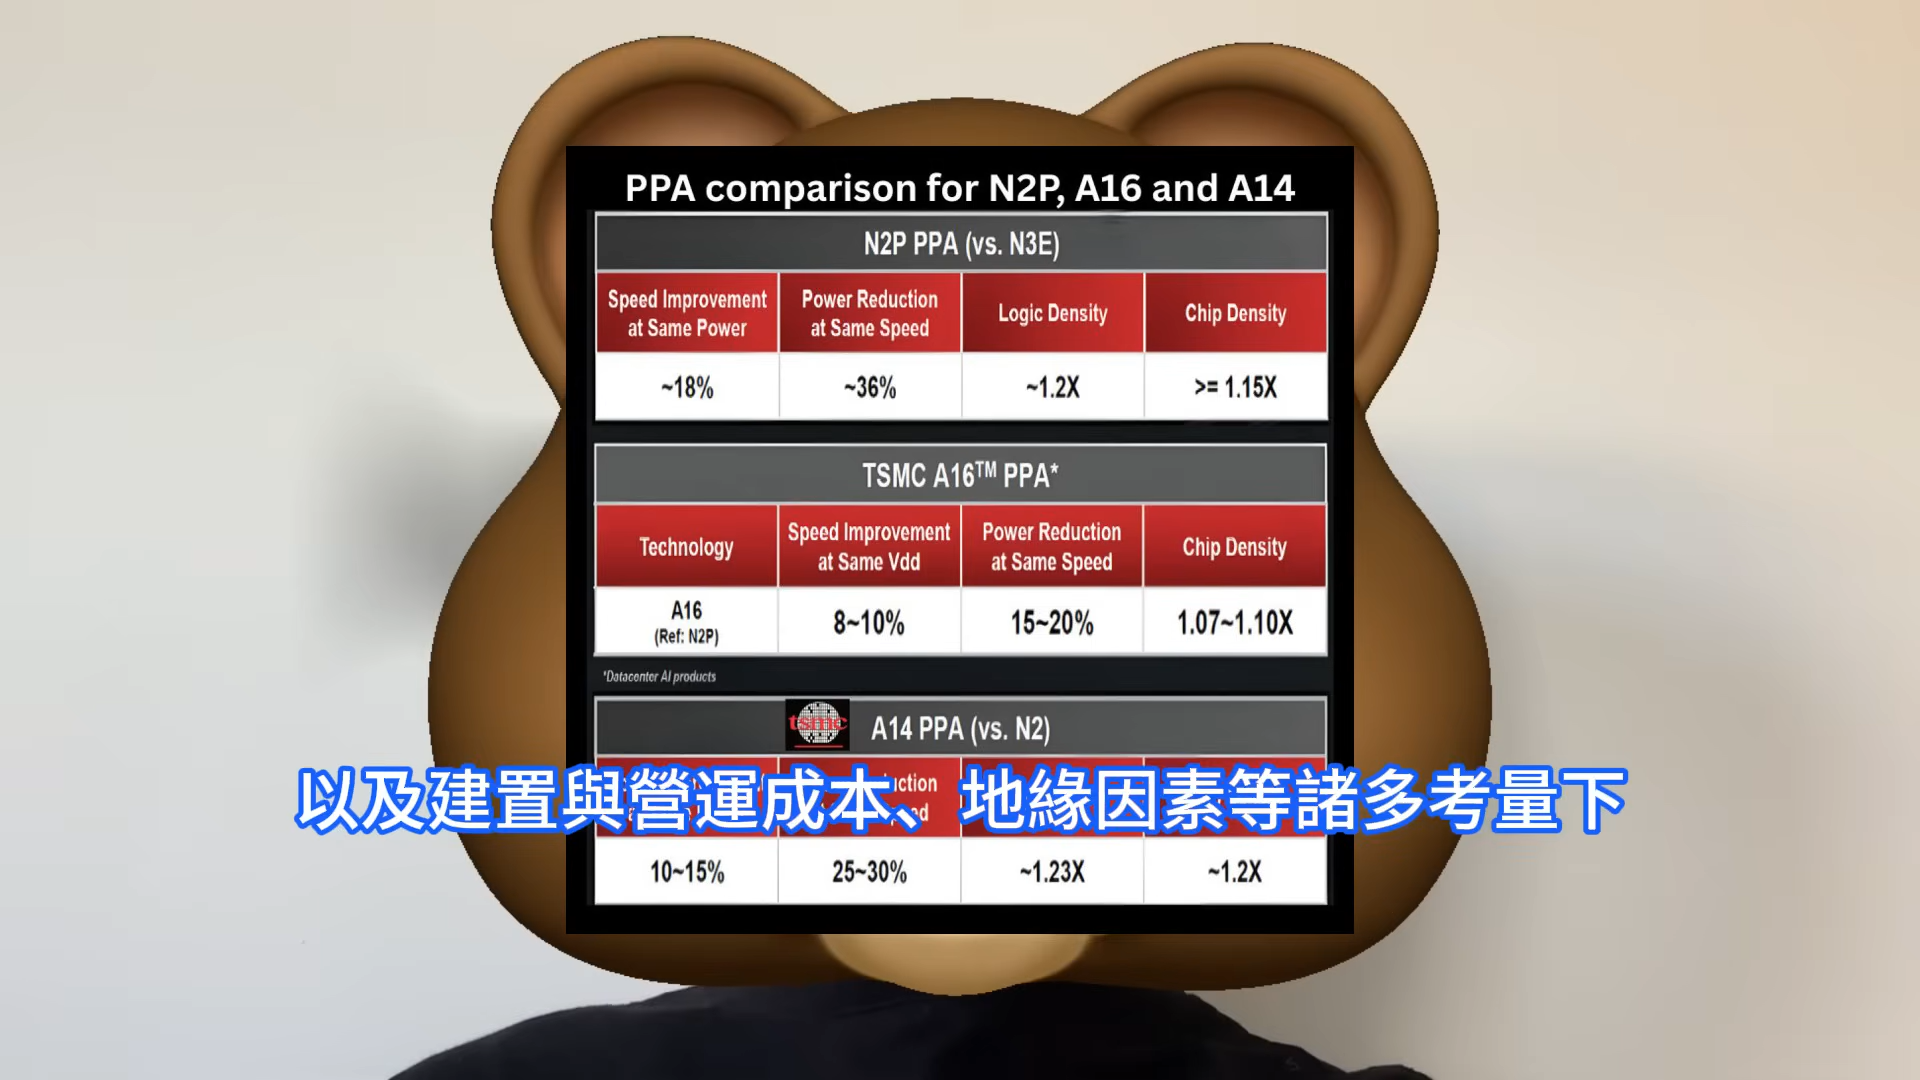 PPA comparison for N2P, A16 and A14
N2P PPA (vs. N3E)
Speed Improvement at Same Power
Power Reduction at Same Speed
Logic Density
Chip Density
~18%
~36%
~1.2X
>= 1.15X
TSMC A16TM PPA*
Technology
Speed Improvement at Same Vdd
Power Reduction at Same Speed
Chip Density
A16
(Ref: N2P)
8~10%
15~20%
1.07~1.10X
*Datacenter AI products
tsmc
A14 PPA (vs. N2)
以及建置與營運成本、地緣因素等諸多考量下
10~15%
25~30%
~1.23X
~1.2X